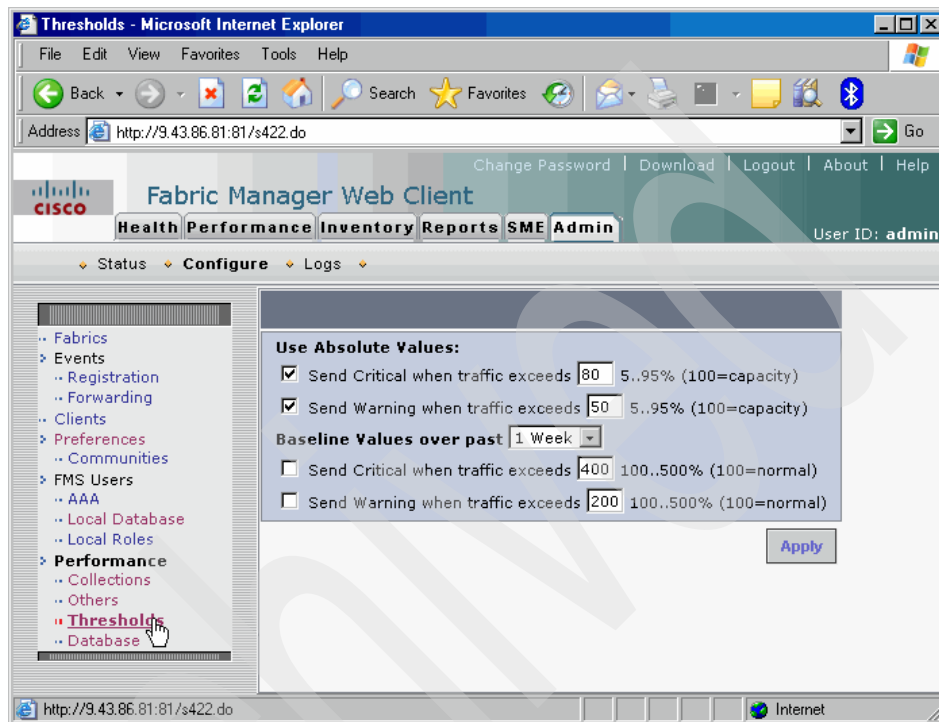 Thresholds - Microsoft Internet Explorer
File Edit View Favorites Tools Help
Back Search Favorites
Address http://9.43.86.81:81/s422.do Go
Change Password | Download | Logout | About | Help
CISCO
Fabric Manager Web Client
Health Performance Inventory Reports SME Admin
User ID: admin
Status Configure Logs
Fabrics
Events
Registration
Forwarding
Clients
Preferences
Communities
FMS Users
AAA
Local Database
Local Roles
Performance
Collections
Others
Thresholds
Database
Use Absolute Values:
Send Critical when traffic exceeds 80 5..95% (100=capacity)
Send Warning when traffic exceeds 50 5..95% (100=capacity)
Baseline Values over past 1 Week
Send Critical when traffic exceeds 400 100..500% (100=normal)
Send Warning when traffic exceeds 200 100..500% (100=normal)
Apply
http://9.43.86.81:81/s422.do Internet